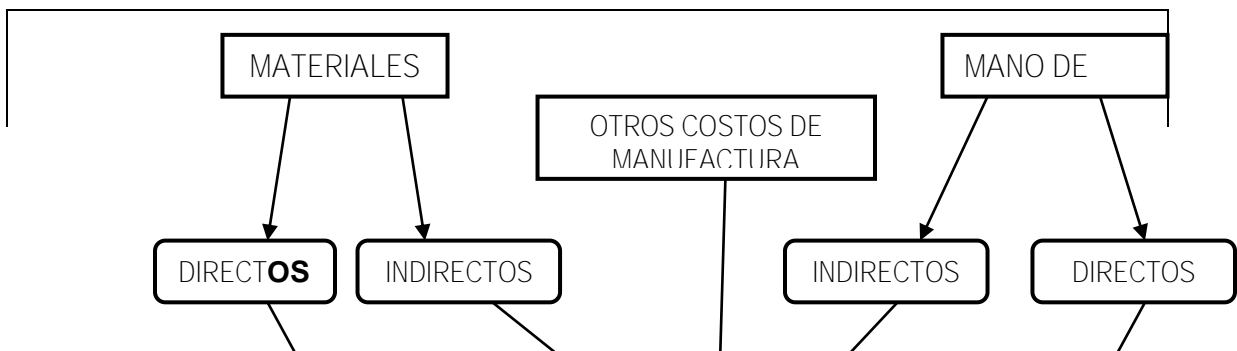 MATERIALES
MANO DE
OTROS COSTOS DE
MANUFACTURA
DIRECTOS
INDIRECTOS
INDIRECTOS
DIRECTOS